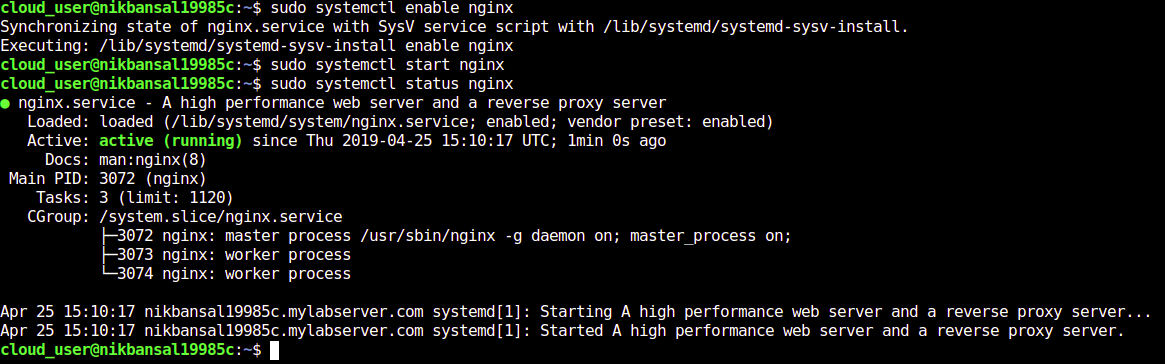 cloud_user@nikbansal19985c:~$ sudo systemctl enable nginx
Synchronizing state of nginx.service with SysV service script with /lib/systemd/systemd-sysv-install.
Executing: /lib/systemd/systemd-sysv-install enable nginx
cloud_user@nikbansal19985c:~$ sudo systemctl start nginx
cloud_user@nikbansal19985c:~$ sudo systemctl status nginx
● nginx.service - A high performance web server and a reverse proxy server
   Loaded: loaded (/lib/systemd/system/nginx.service; enabled; vendor preset: enabled)
   Active: active (running) since Thu 2019-04-25 15:10:17 UTC; 1min 0s ago
     Docs: man:nginx(8)
 Main PID: 3072 (nginx)
    Tasks: 3 (limit: 1120)
   CGroup: /system.slice/nginx.service
           ├─3072 nginx: master process /usr/sbin/nginx -g daemon on; master_process on;
           ├─3073 nginx: worker process
           └─3074 nginx: worker process

Apr 25 15:10:17 nikbansal19985c.mylabserver.com systemd[1]: Starting A high performance web server and a reverse proxy server...
Apr 25 15:10:17 nikbansal19985c.mylabserver.com systemd[1]: Started A high performance web server and a reverse proxy server.
cloud_user@nikbansal19985c:~$